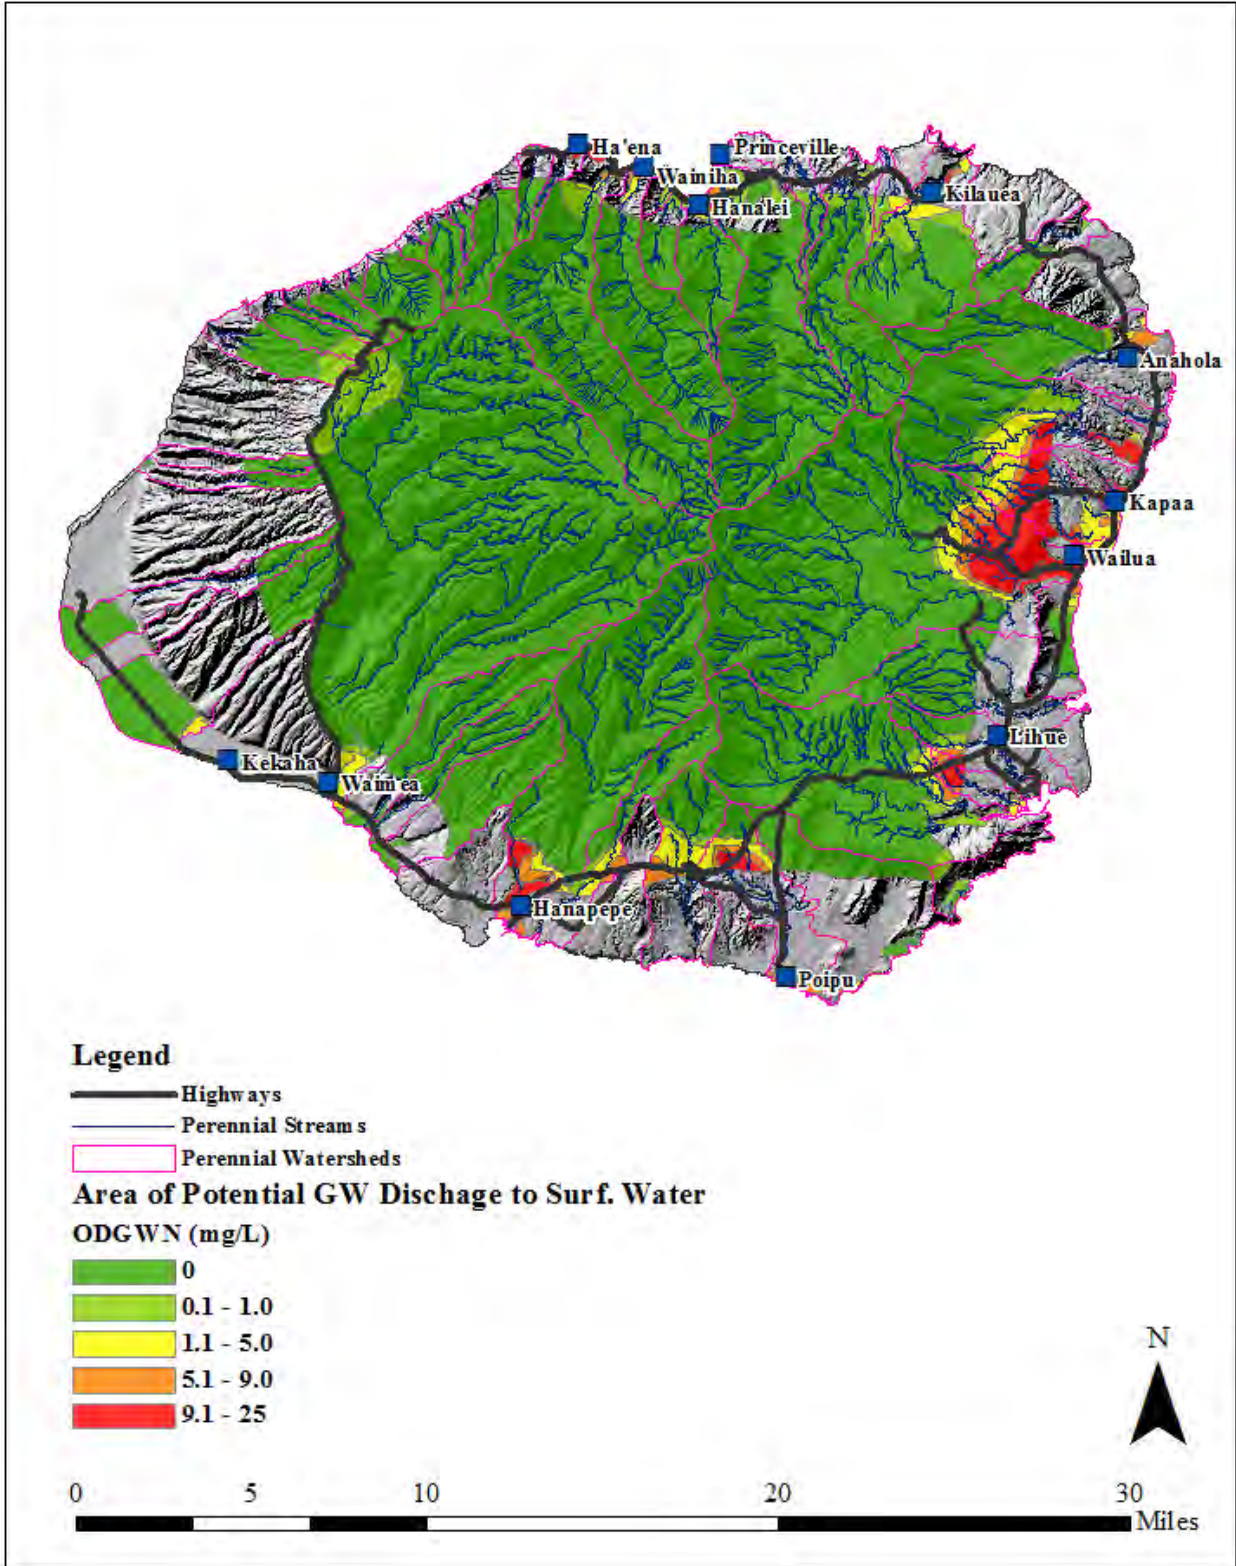 Ha'ena
Princeville
Wainiha
Kilauea
Hanalei
Anahola
Kapaa
Wailua
Lihue
Kekaha
Waimea
Hanapepe
Poipu
Legend
Highways
Perennial Streams
Perennial Watersheds
Area of Potential GW Dischage to Surf. Water
ODGWN (mg/L)
0
0.1 - 1.0
1.1 - 5.0
5.1 - 9.0
9.1 - 25
N
0 5 10 20 30
Miles